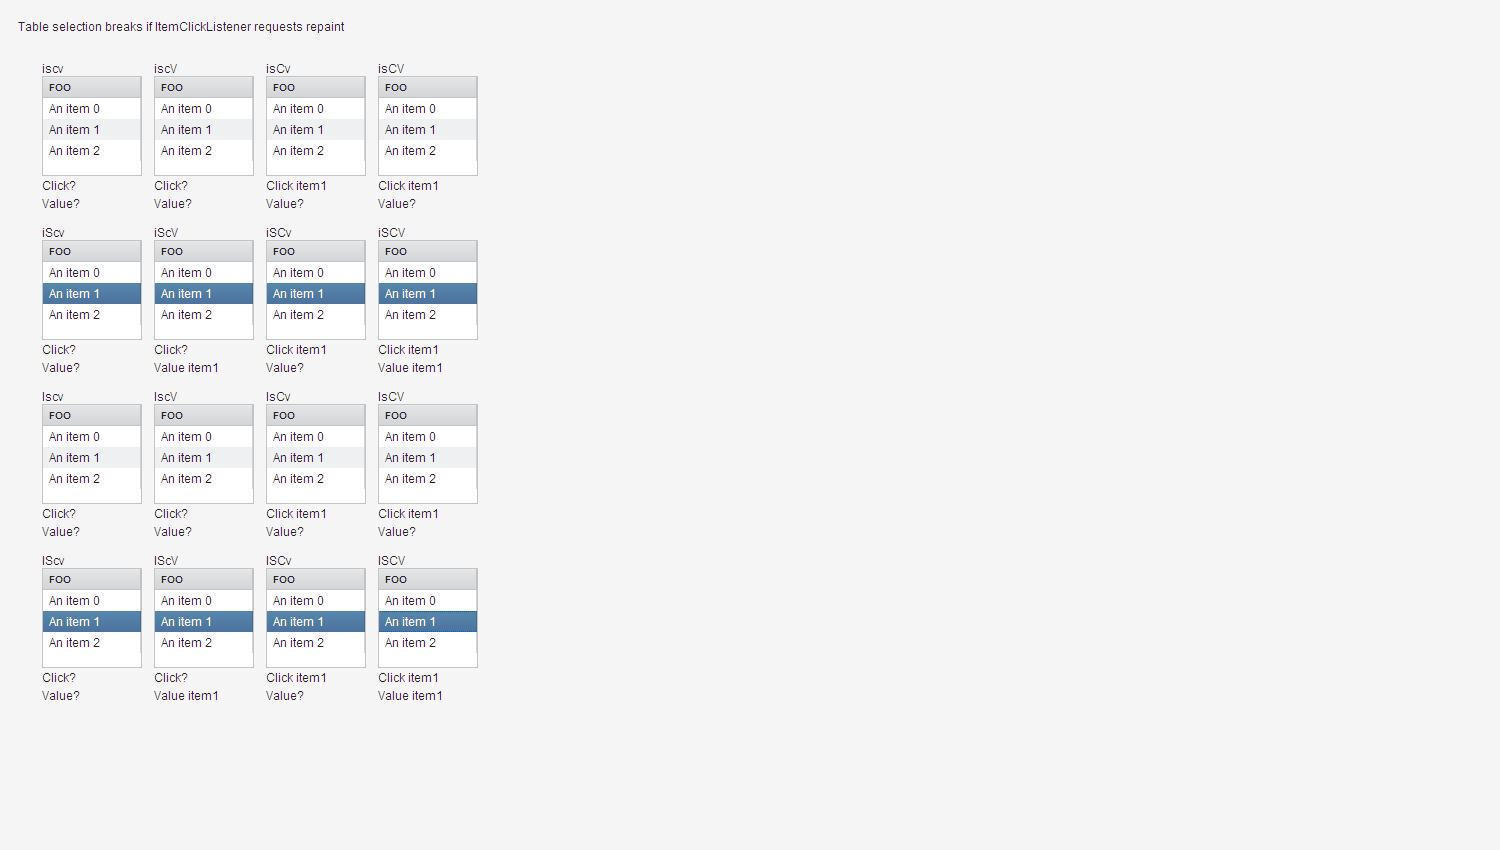 Table selection breaks if ItemClickListener requests repaint
iscv iscV isCv isCV
FOO FOO FOO FOO
An item 0 An item 0 An item 0 An item 0
An item 1 An item 1 An item 1 An item 1
An item 2 An item 2 An item 2 An item 2
Click? Click? Click item1 Click item1
Value? Value? Value? Value?
iScv iScV iSCv iSCV
FOO FOO FOO FOO
An item 0 An item 0 An item 0 An item 0
An item 1 An item 1 An item 1 An item 1
An item 2 An item 2 An item 2 An item 2
Click? Click? Click item1 Click item1
Value? Value item1 Value? Value item1
Iscv IscV IsCv IsCV
FOO FOO FOO FOO
An item 0 An item 0 An item 0 An item 0
An item 1 An item 1 An item 1 An item 1
An item 2 An item 2 An item 2 An item 2
Click? Click? Click item1 Click item1
Value? Value? Value? Value?
IScv IScV ISCv ISCV
FOO FOO FOO FOO
An item 0 An item 0 An item 0 An item 0
An item 1 An item 1 An item 1 An item 1
An item 2 An item 2 An item 2 An item 2
Click? Click? Click item1 Click item1
Value? Value item1 Value? Value item1